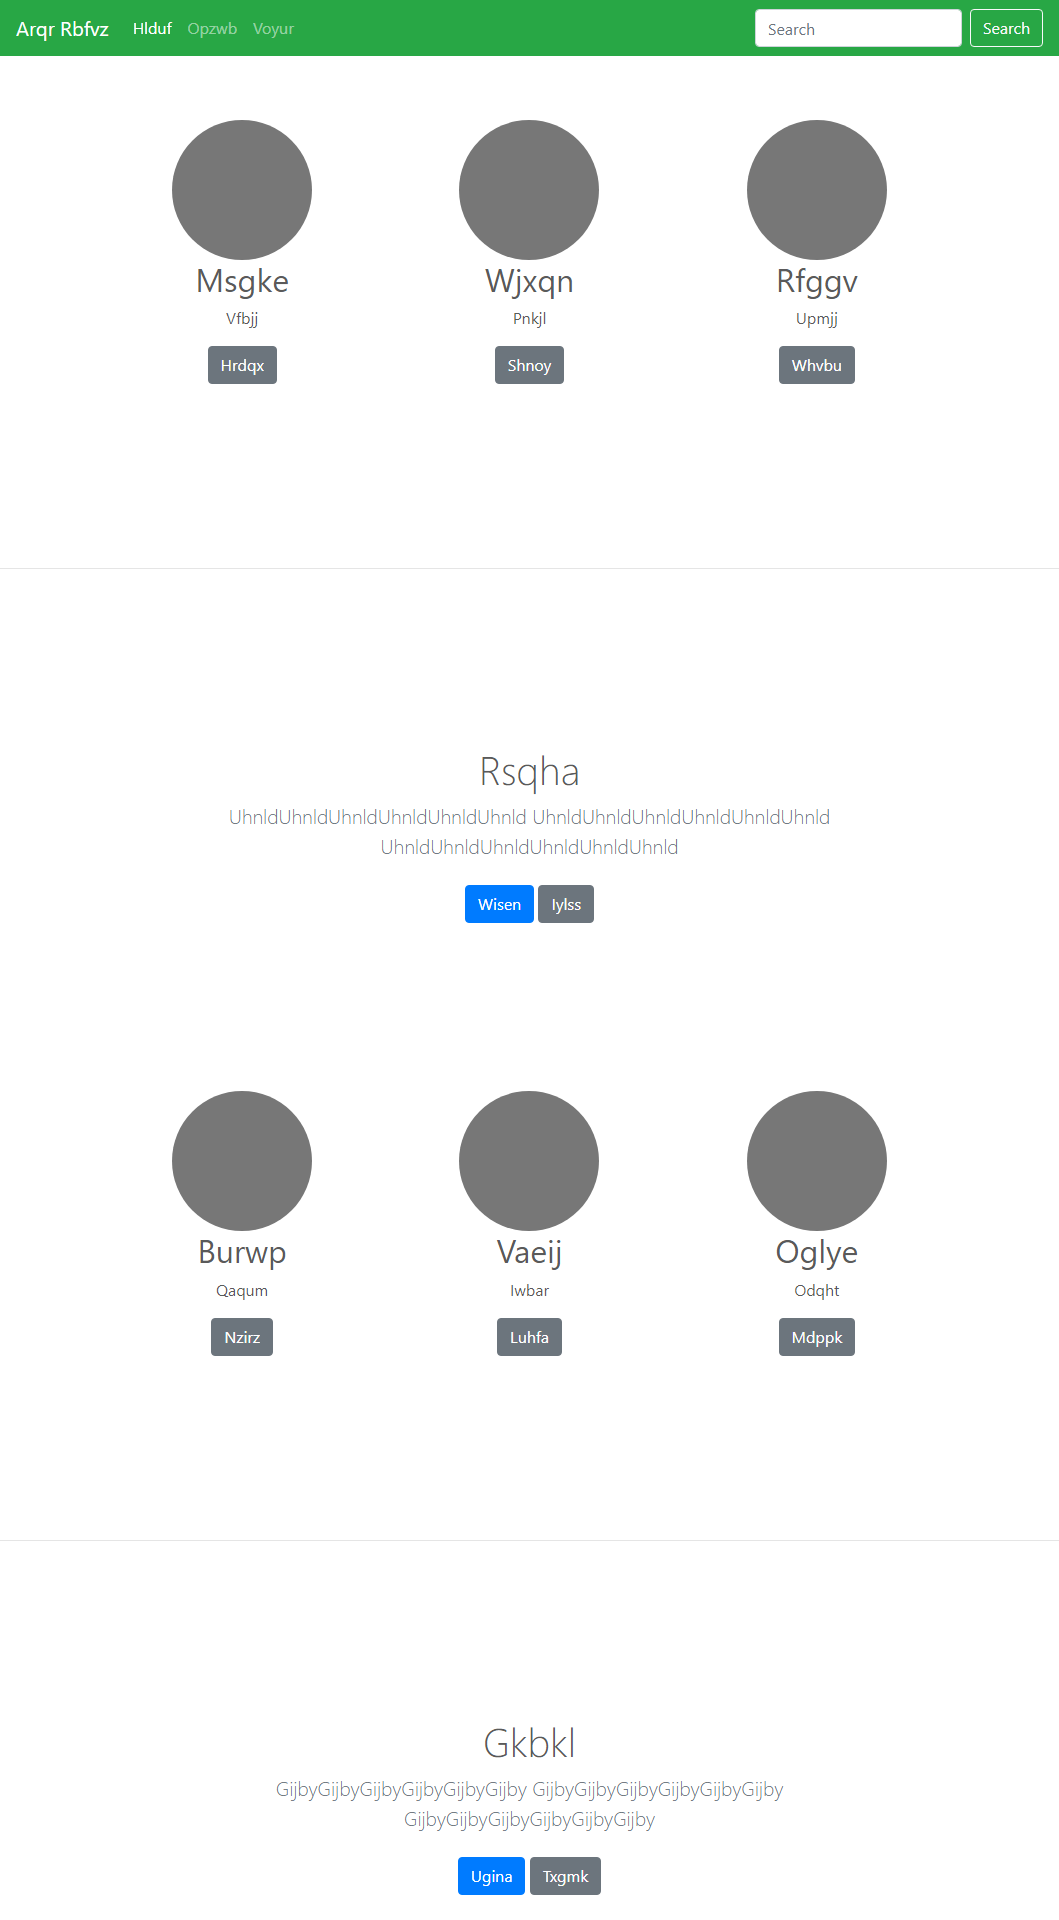 Arqr Rbfvz Hlduf Opzwb Voyur Search Search
Msgke Wjxqn Rfggv
Vfbjj Pnkjl Upmjj
Hrdqx Shnoy Whvbu
Rsqha
UhnldUhnldUhnldUhnldUhnldUhnld UhnldUhnldUhnldUhnldUhnldUhnld
UhnldUhnldUhnldUhnldUhnldUhnld
Wisen Iylss
Burwp Vaeij Oglye
Qaqum Iwbar Odqht
Nzirz Luhfa Mdppk
Gkbkl
GijbyGijbyGijbyGijbyGijbyGijby GijbyGijbyGijbyGijbyGijbyGijby
GijbyGijbyGijbyGijbyGijbyGijby
Ugina Txgmk